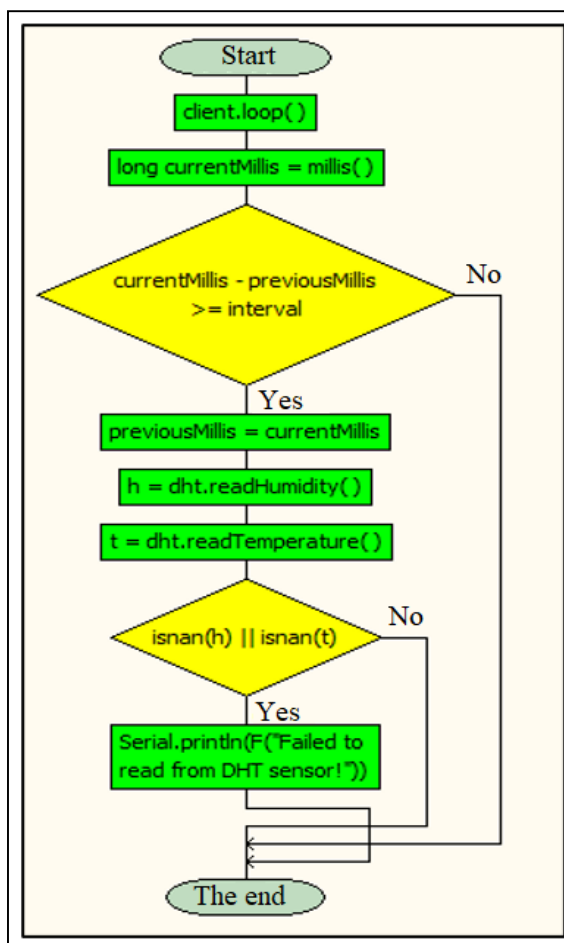 Start
client.loop()
long currentMillis = millis()
currentMillis - previousMillis
>= interval
No
Yes
previousMillis = currentMillis
h = dht.readHumidity()
t = dht.readTemperature()
isnan(h) || isnan(t)
No
Yes
Serial.println(F("Failed to
read from DHT sensor!"))
The end